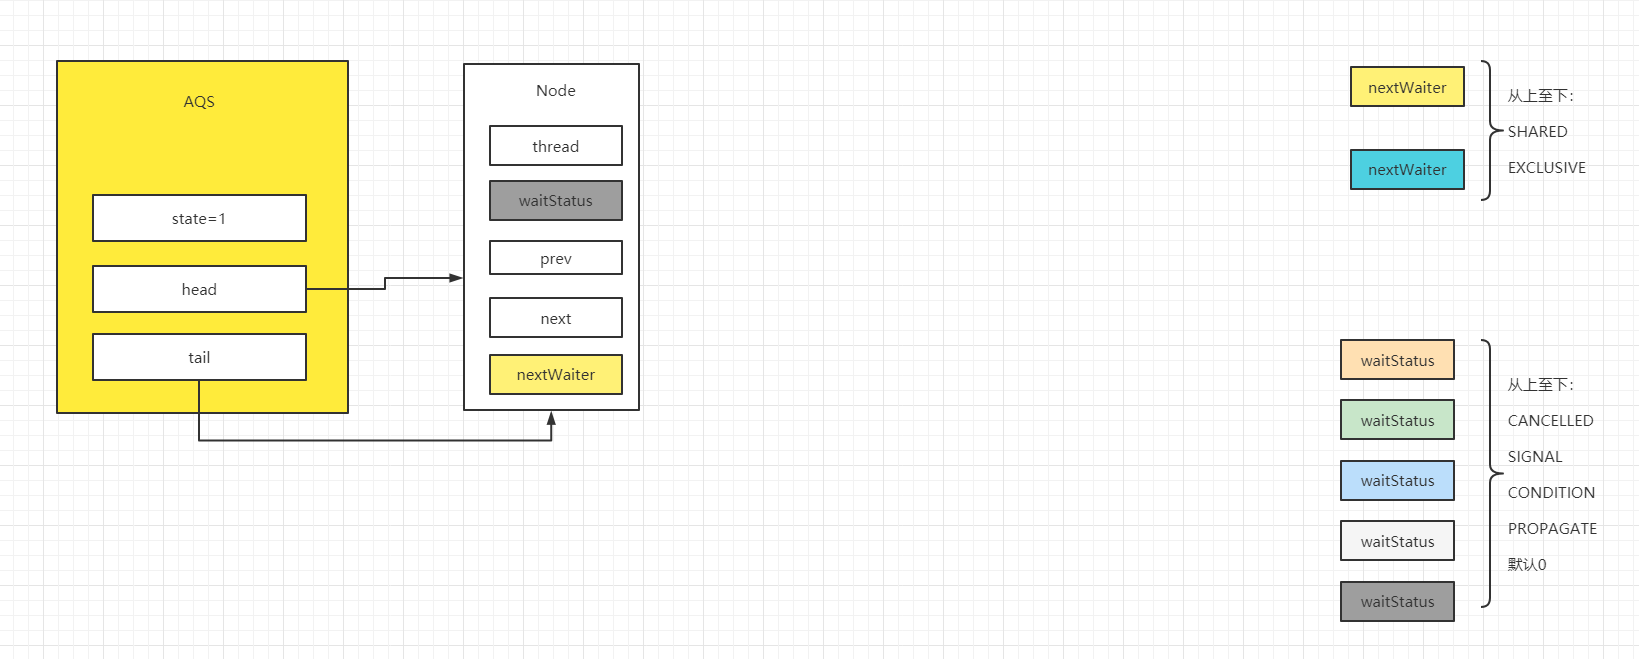 AQS
state=1
head
tail
Node
thread
waitStatus
prev
next
nextWaiter
nextWaiter
nextWaiter
从上至下：
SHARED
EXCLUSIVE
waitStatus
waitStatus
waitStatus
waitStatus
waitStatus
从上至下：
CANCELLED
SIGNAL
CONDITION
PROPAGATE
默认0